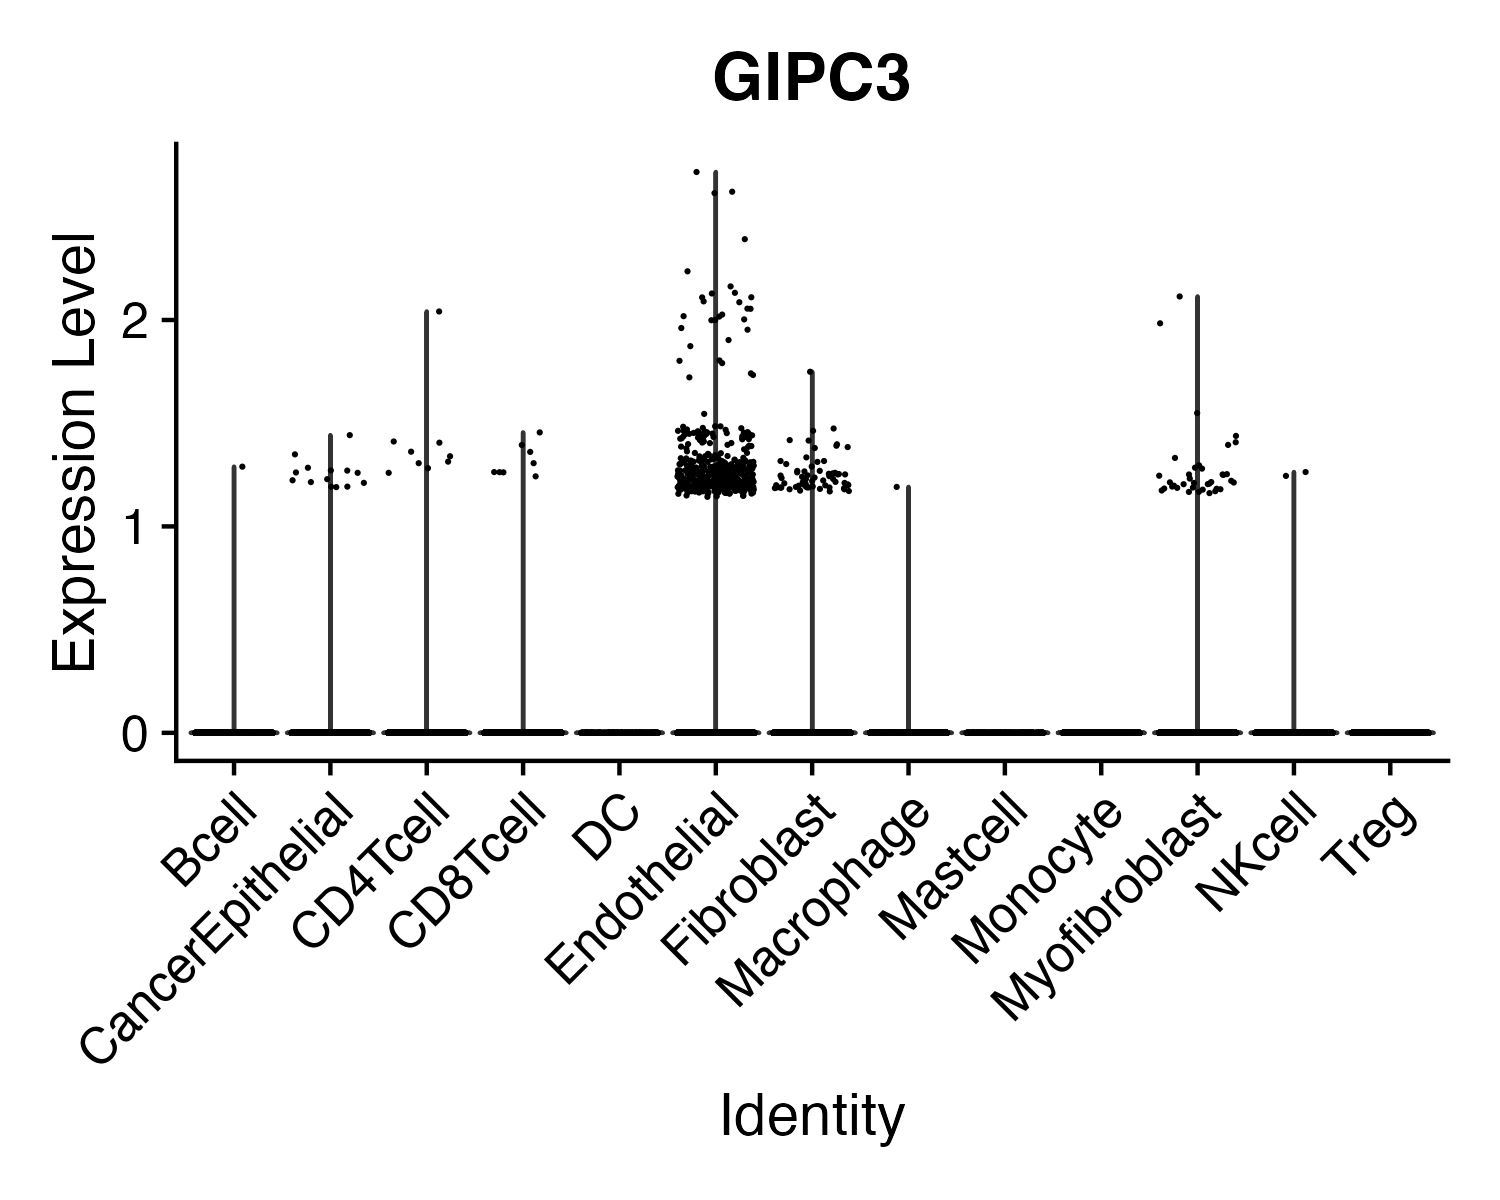 GIPC3
Expression Level
2
1
0
Bcell
CancerEpithelial
CD4Tcell
CD8Tcell
DC
Endothelial
Fibroblast
Macrophage
Mastcell
Monocyte
Myofibroblast
NKcell
Treg
Identity